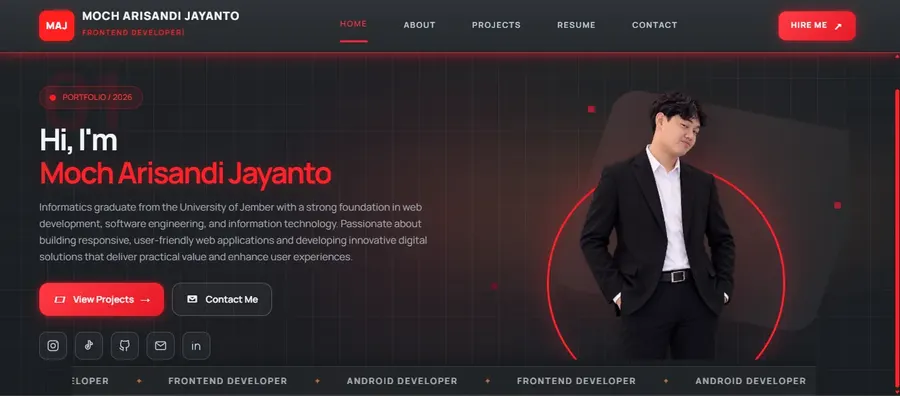 MAJ
MOCH ARISANDI JAYANTO
FRONTEND DEVELOPER|
HOME
ABOUT
PROJECTS
RESUME
CONTACT
HIRE ME ↗
01
PORTFOLIO / 2026
Hi, I'm
Moch Arisandi Jayanto
Informatics graduate from the University of Jember with a strong foundation in web
development, software engineering, and information technology. Passionate about
building responsive, user-friendly web applications and developing innovative digital
solutions that deliver practical value and enhance user experiences.
View Projects →
Contact Me
in
ELOPER ✦ FRONTEND DEVELOPER ✦ ANDROID DEVELOPER ✦ FRONTEND DEVELOPER ✦ ANDROID DEVELOPER